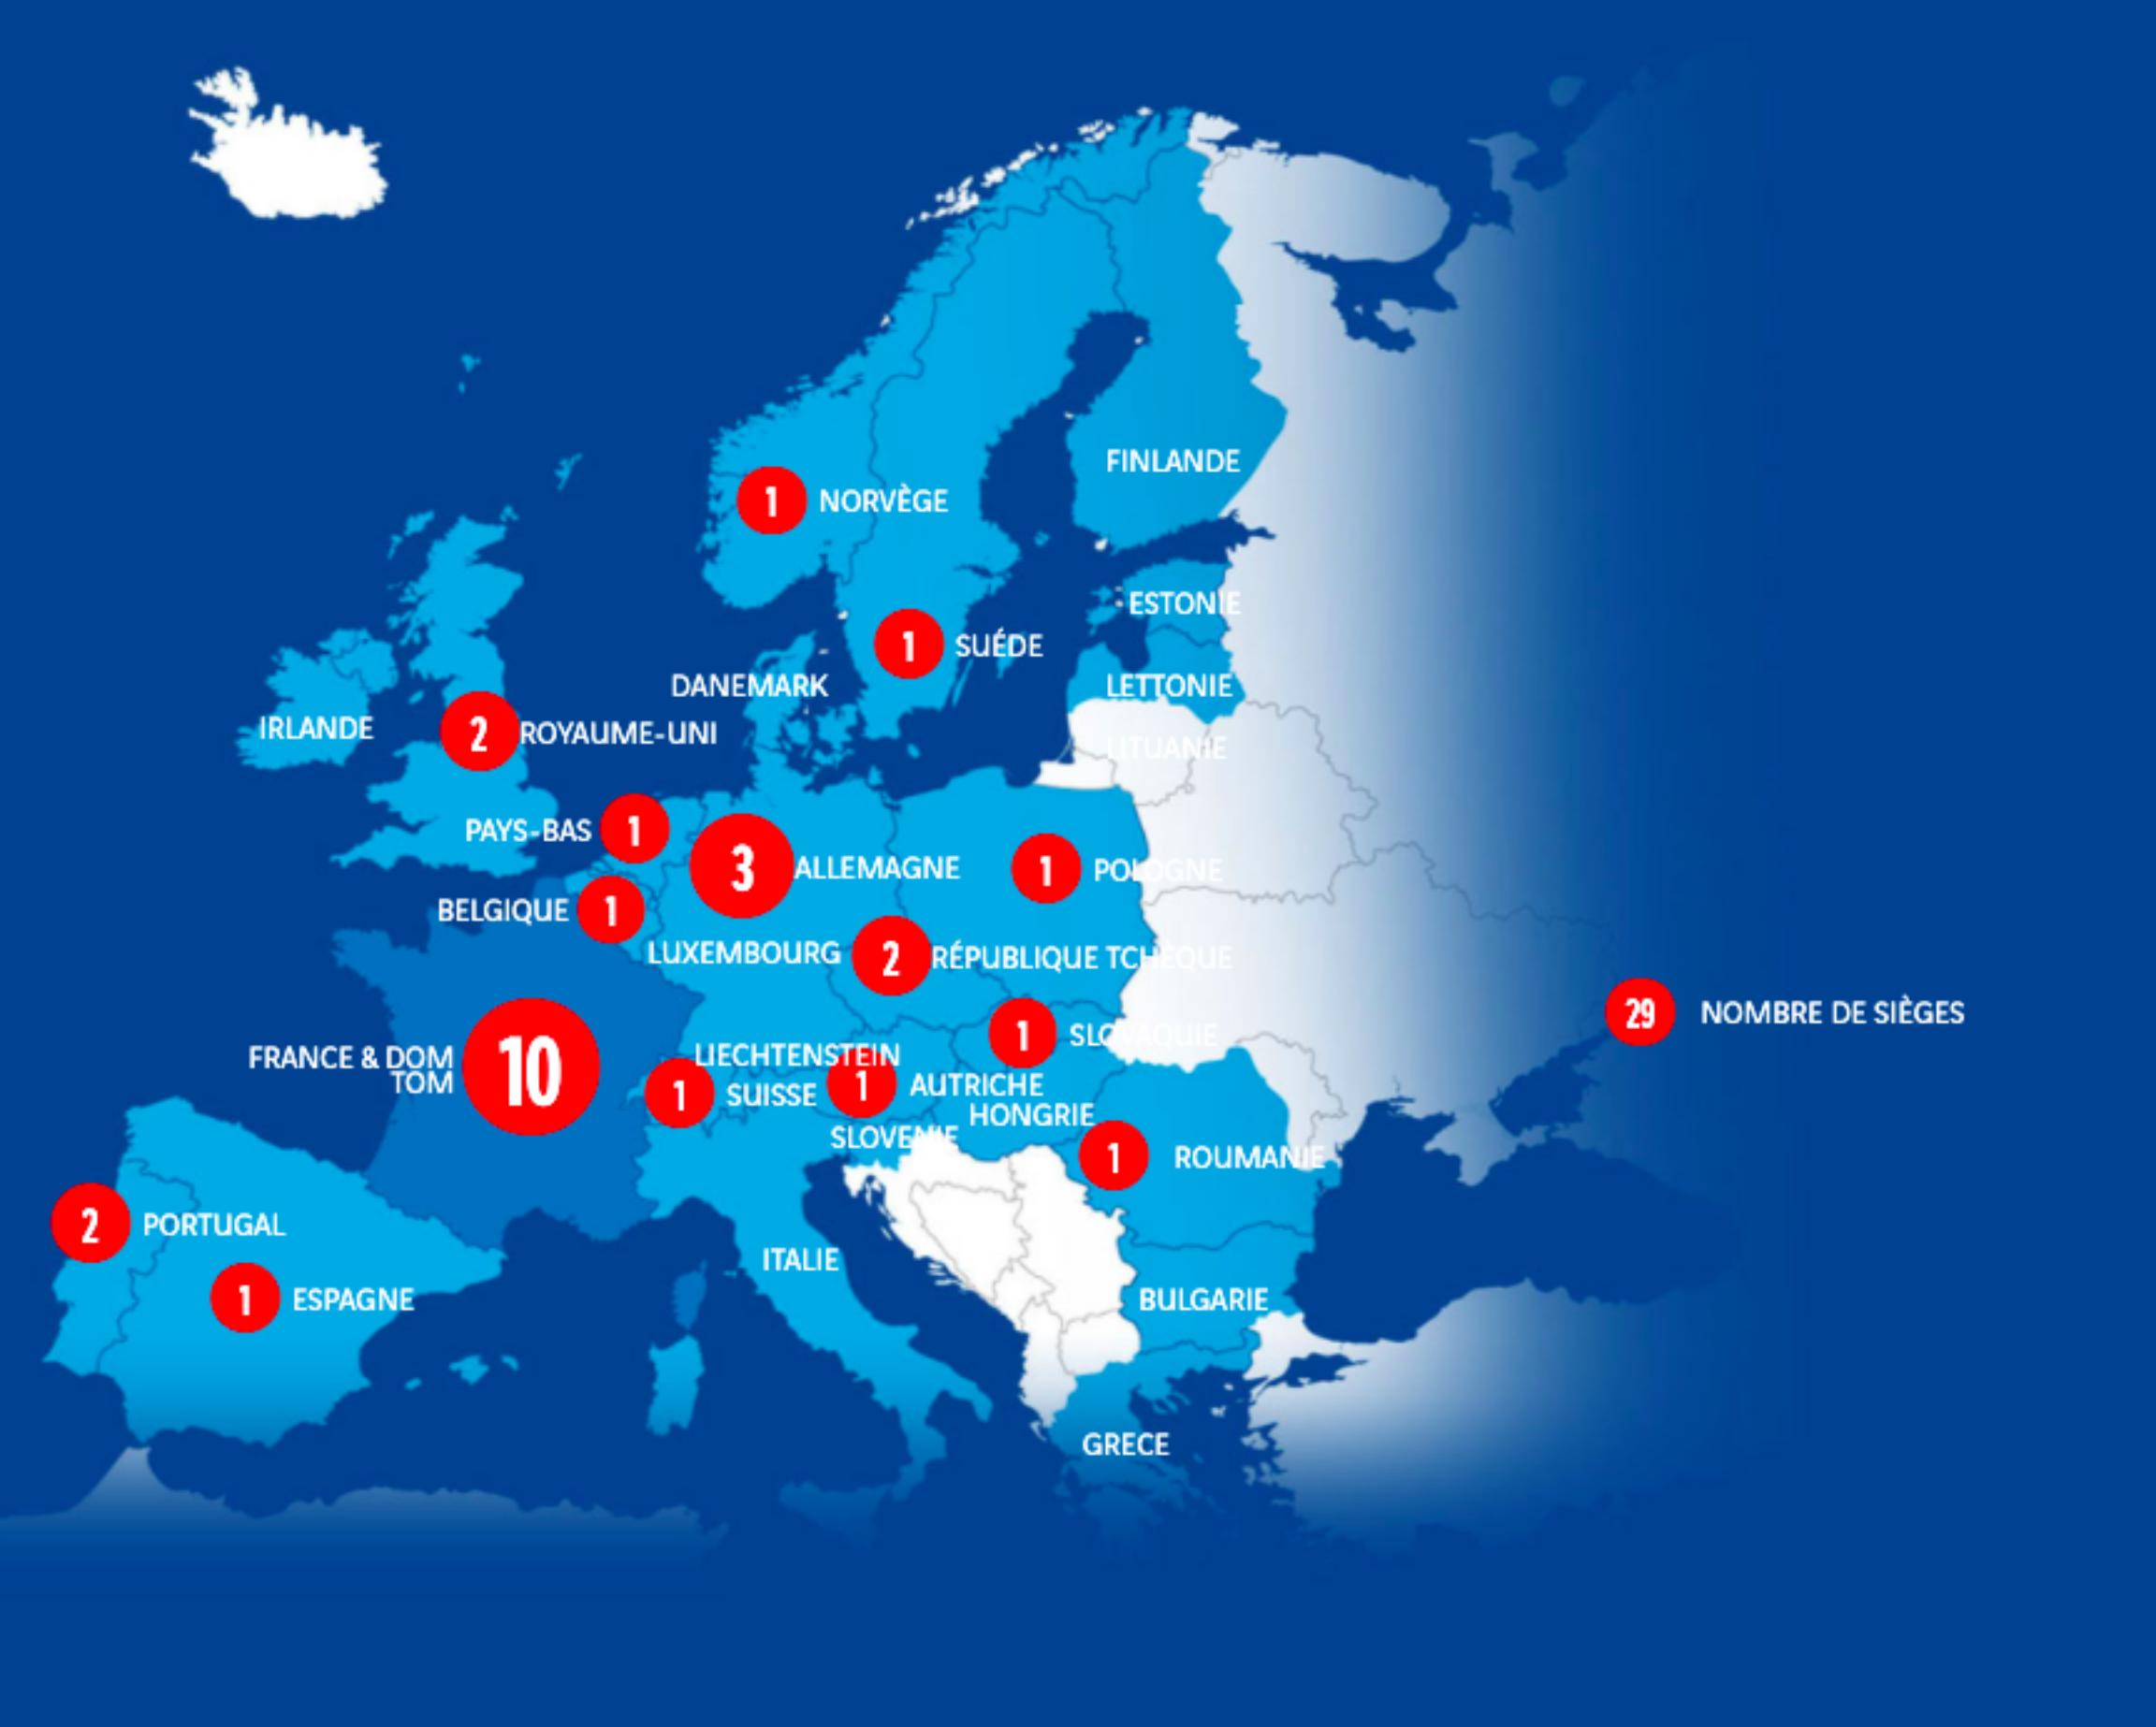 FINLANDE
1 NORVÈGE
ESTONIE
1 SUÉDE
DANEMARK
LETTONIE
IRLANDE
2 ROYAUME-UNI
LITUANIE
PAYS-BAS 1
3 ALLEMAGNE
1 POLOGNE
BELGIQUE 1
LUXEMBOURG
2 RÉPUBLIQUE TCHÈQUE
29 NOMBRE DE SIÈGES
1 SLOVAQUIE
FRANCE & DOM
TOM
10
LIECHTENSTEIN
1 SUISSE
1 AUTRICHE
HONGRIE
SLOVENIE
1 ROUMANIE
2 PORTUGAL
ITALIE
1 ESPAGNE
BULGARIE
GRECE